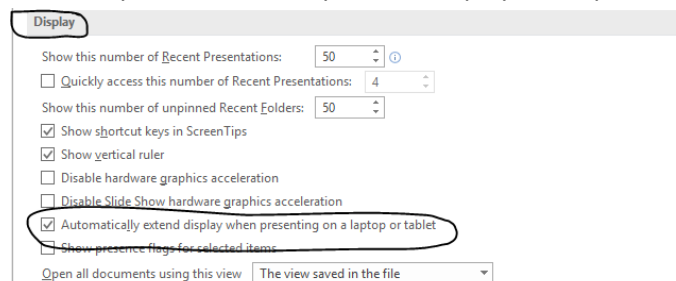 Display
Show this number of Recent Presentations: 50
Quickly access this number of Recent Presentations: 4
Show this number of unpinned Recent Folders: 50
Show shortcut keys in ScreenTips
Show vertical ruler
Disable hardware graphics acceleration
Disable Slide Show hardware graphics acceleration
Automatically extend display when presenting on a laptop or tablet
Show presence flags for selected items
Open all documents using this view The view saved in the file